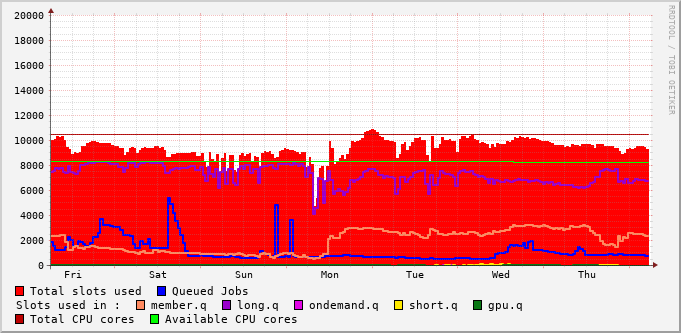 20000
18000
16000
14000
12000
10000
8000
6000
4000
2000
0
Fri Sat Sun Mon Tue Wed Thu
Total slots used Queued Jobs
Slots used in : member.q long.q ondemand.q short.q gpu.q
Total CPU cores Available CPU cores
RRDTOOL / TOBI OETIKER